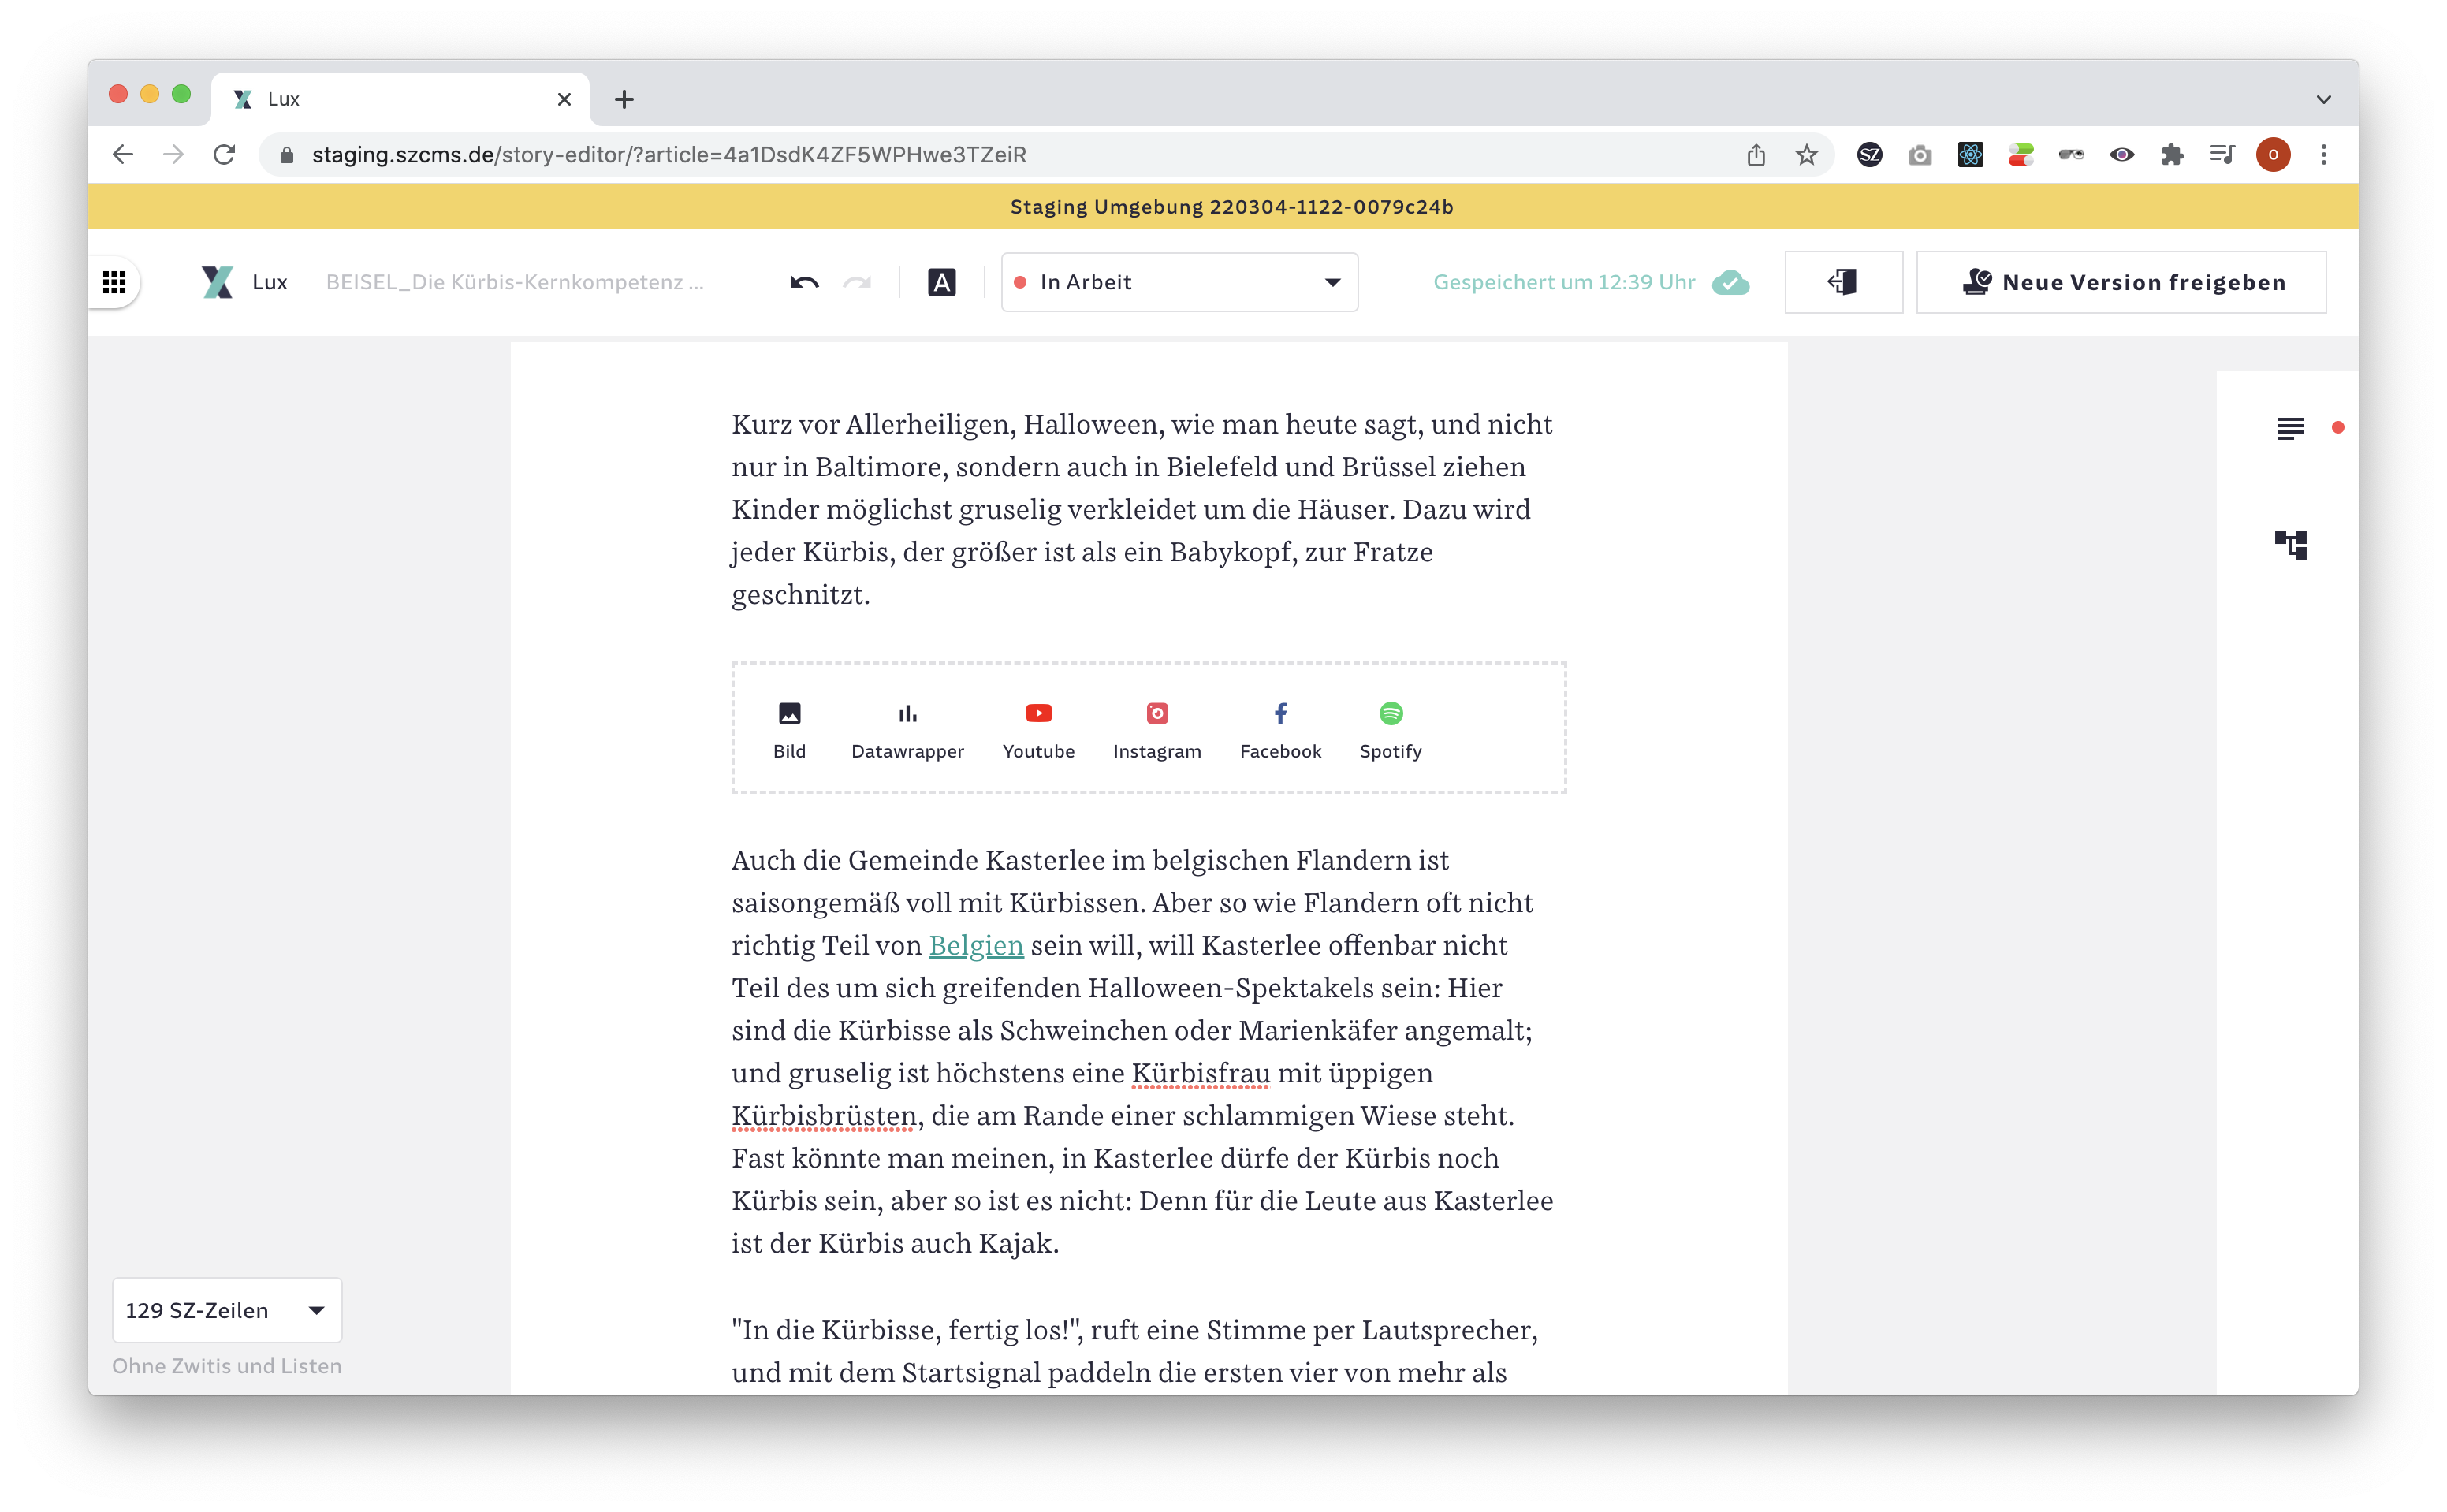 Lux
staging.szcms.de/story-editor/?article=4a1DsdK4ZF5WPHwe3TZeiR
SZ
o
Staging Umgebung 220304-1122-0079c24b
Lux
BEISEL_Die Kürbis-Kernkompetenz ...
A
In Arbeit
Gespeichert um 12:39 Uhr
Neue Version freigeben
Kurz vor Allerheiligen, Halloween, wie man heute sagt, und nicht
nur in Baltimore, sondern auch in Bielefeld und Brüssel ziehen
Kinder möglichst gruselig verkleidet um die Häuser. Dazu wird
jeder Kürbis, der größer ist als ein Babykopf, zur Fratze
geschnitzt.
Bild
Datawrapper
Youtube
Instagram
Facebook
Spotify
Auch die Gemeinde Kasterlee im belgischen Flandern ist
saisongemäß voll mit Kürbissen. Aber so wie Flandern oft nicht
richtig Teil von Belgien sein will, will Kasterlee offenbar nicht
Teil des um sich greifenden Halloween-Spektakels sein: Hier
sind die Kürbisse als Schweinchen oder Marienkäfer angemalt;
und gruselig ist höchstens eine Kürbisfrau mit üppigen
Kürbisbrüsten, die am Rande einer schlammigen Wiese steht.
Fast könnte man meinen, in Kasterlee dürfe der Kürbis noch
Kürbis sein, aber so ist es nicht: Denn für die Leute aus Kasterlee
ist der Kürbis auch Kajak.
"In die Kürbisse, fertig los!", ruft eine Stimme per Lautsprecher,
und mit dem Startsignal paddeln die ersten vier von mehr als
129 SZ-Zeilen
Ohne Zwitis und Listen